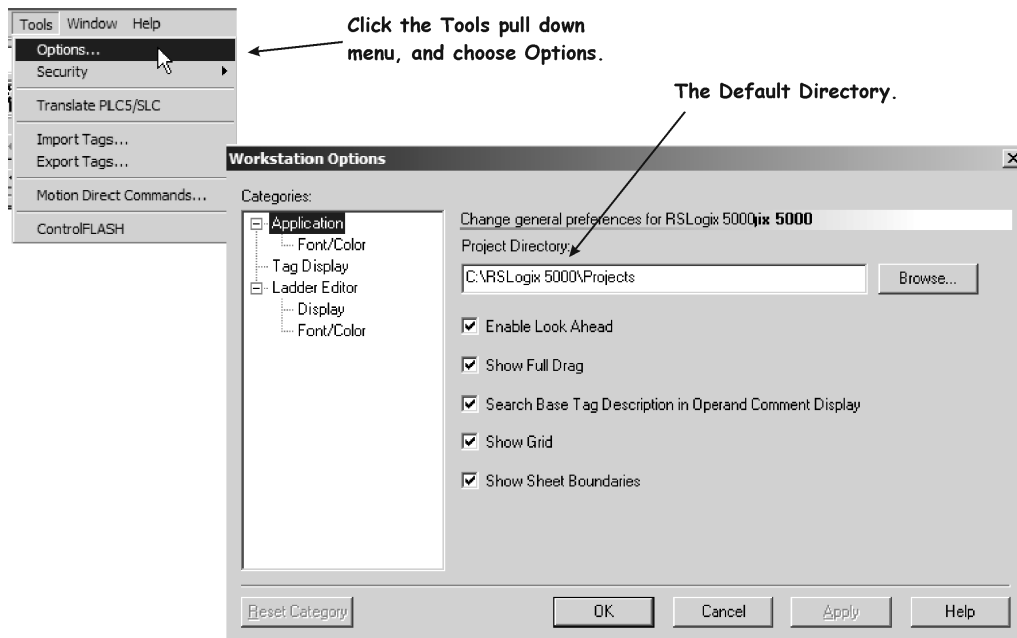 Tools Window Help
Options...
Security
Translate PLC5/SLC
Import Tags...
Export Tags...
Motion Direct Commands...
ControlFLASH
Click the Tools pull down
menu, and choose Options.
The Default Directory.
Workstation Options
Categories:
Application
Font/Color
Tag Display
Ladder Editor
Display
Font/Color
Change general preferences for RSLogix 5000jix 5000
Project Directory:
C:\RSLogix 5000\Projects
Browse...
Enable Look Ahead
Show Full Drag
Search Base Tag Description in Operand Comment Display
Show Grid
Show Sheet Boundaries
Reset Category OK Cancel Apply Help